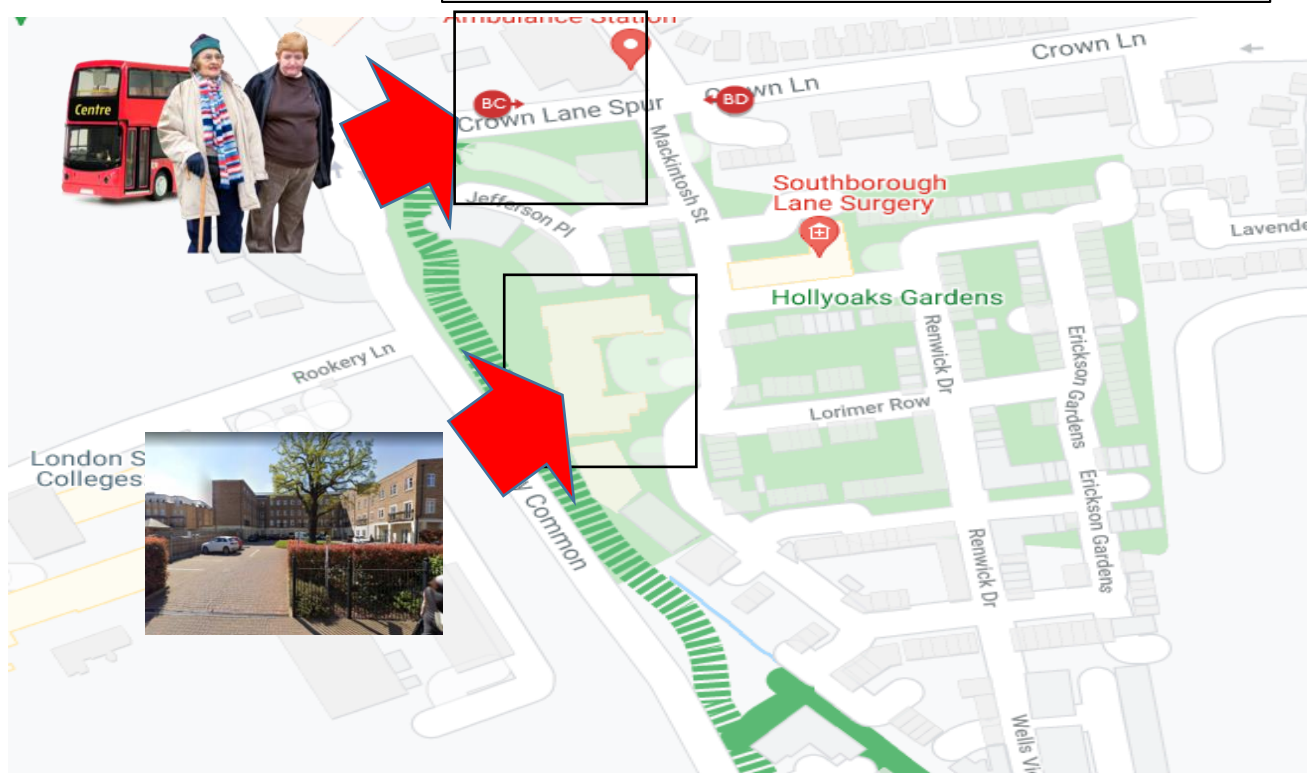 Ambulance Station
Centre
BC
Crown Lane Spur
BD
Crown Ln
Crown Ln
Mackintosh St
Jefferson Pl
Southborough
Lane Surgery
Hollyoaks Gardens
Renwick Dr
Erickson Gardens
Rookery Ln
Lorimer Row
London S
Colleges
Common
Erickson Gardens
Renwick Dr